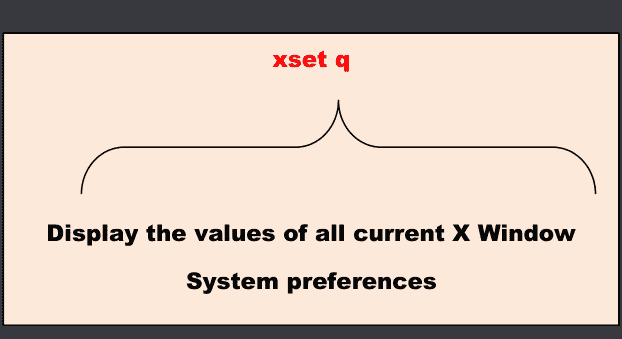 xset q
Display the values of all current X Window
System preferences